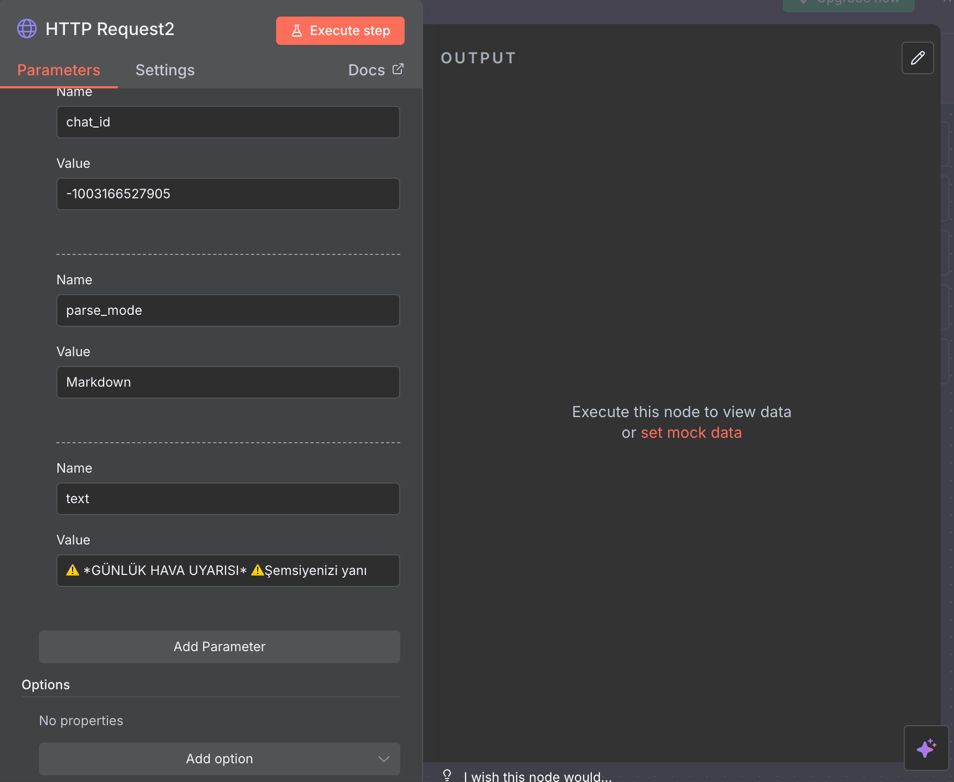 Upgrade now
HTTP Request2
Execute step
OUTPUT
Parameters
Settings
Docs
Name
chat_id
Value
-1003166527905
Name
parse_mode
Value
Markdown
Execute this node to view data
or set mock data
Name
text
Value
⚠️ *GÜNLÜK HAVA UYARISI* ⚠️Şemsiyenizi yanı
Add Parameter
Options
No properties
Add option
I wish this node would...